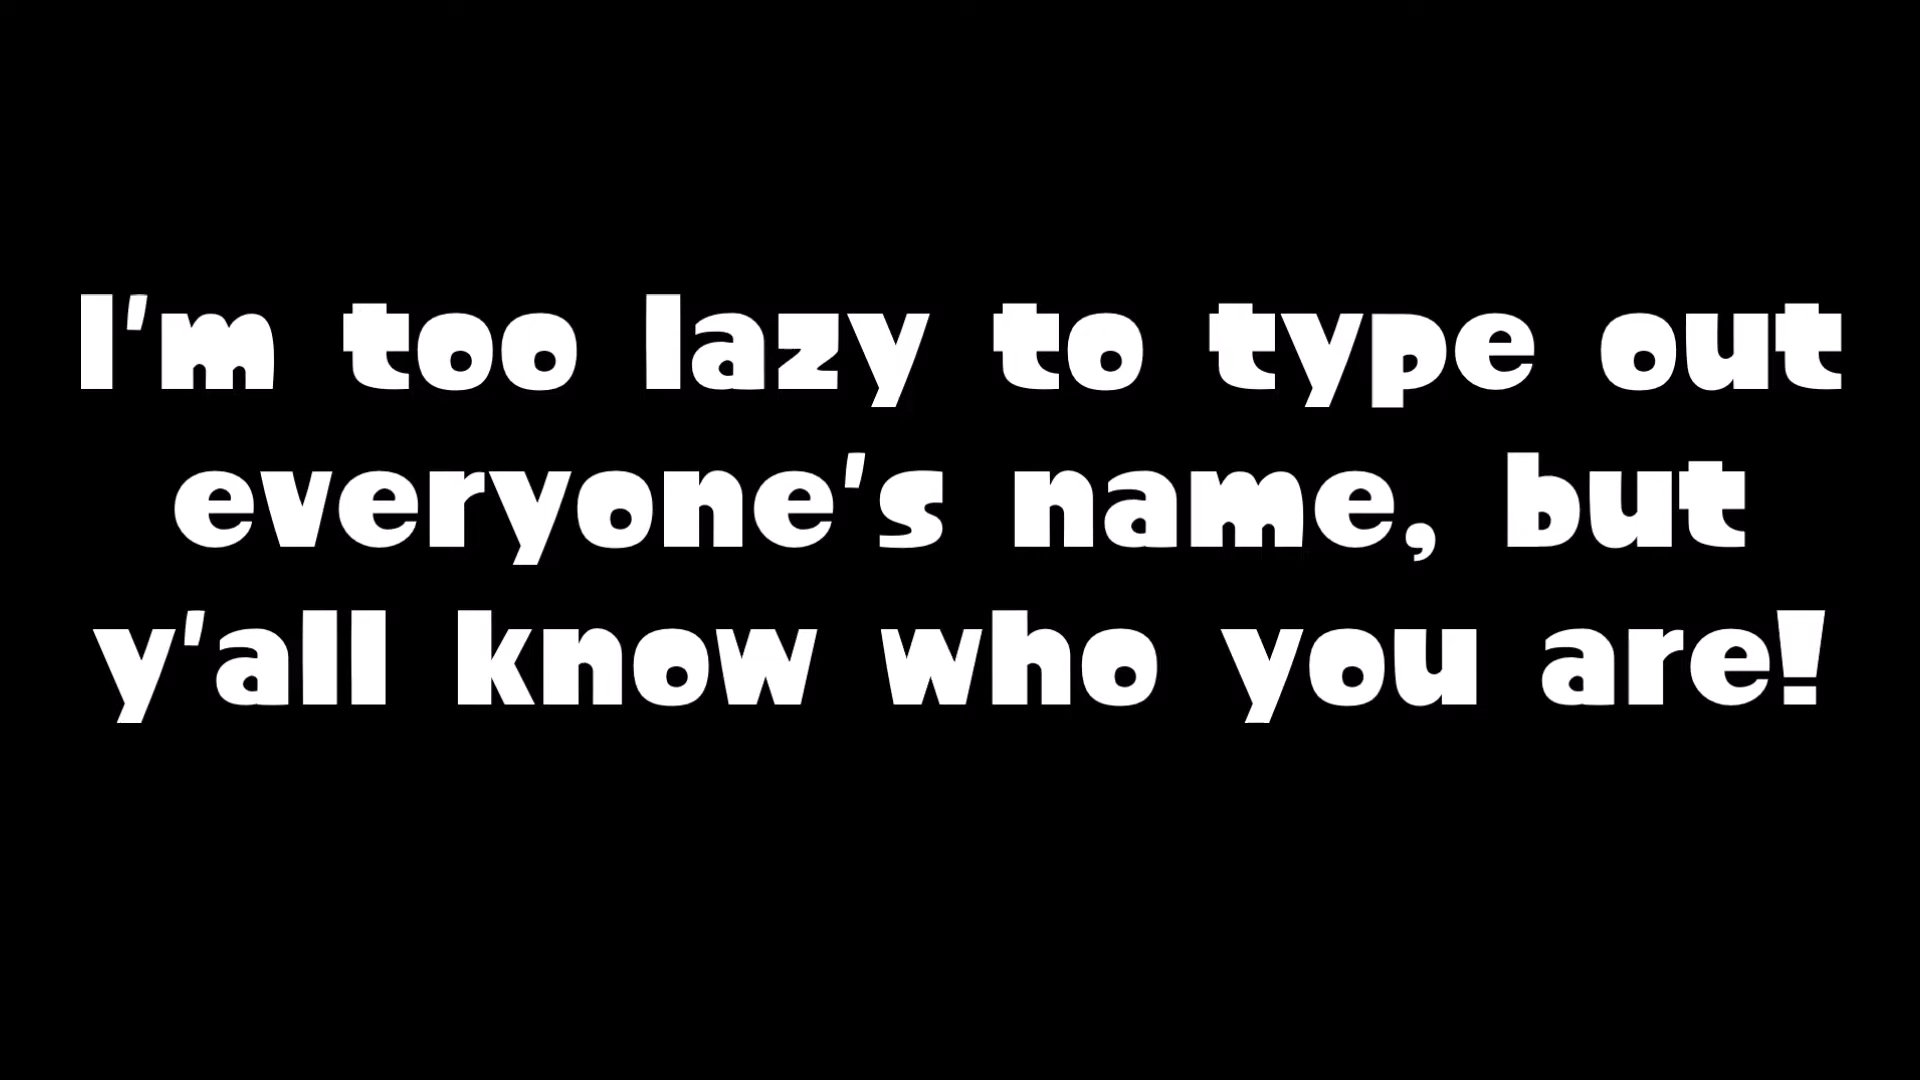 I'm too lazy to type out
everyone's name, but
y'all know who you are!